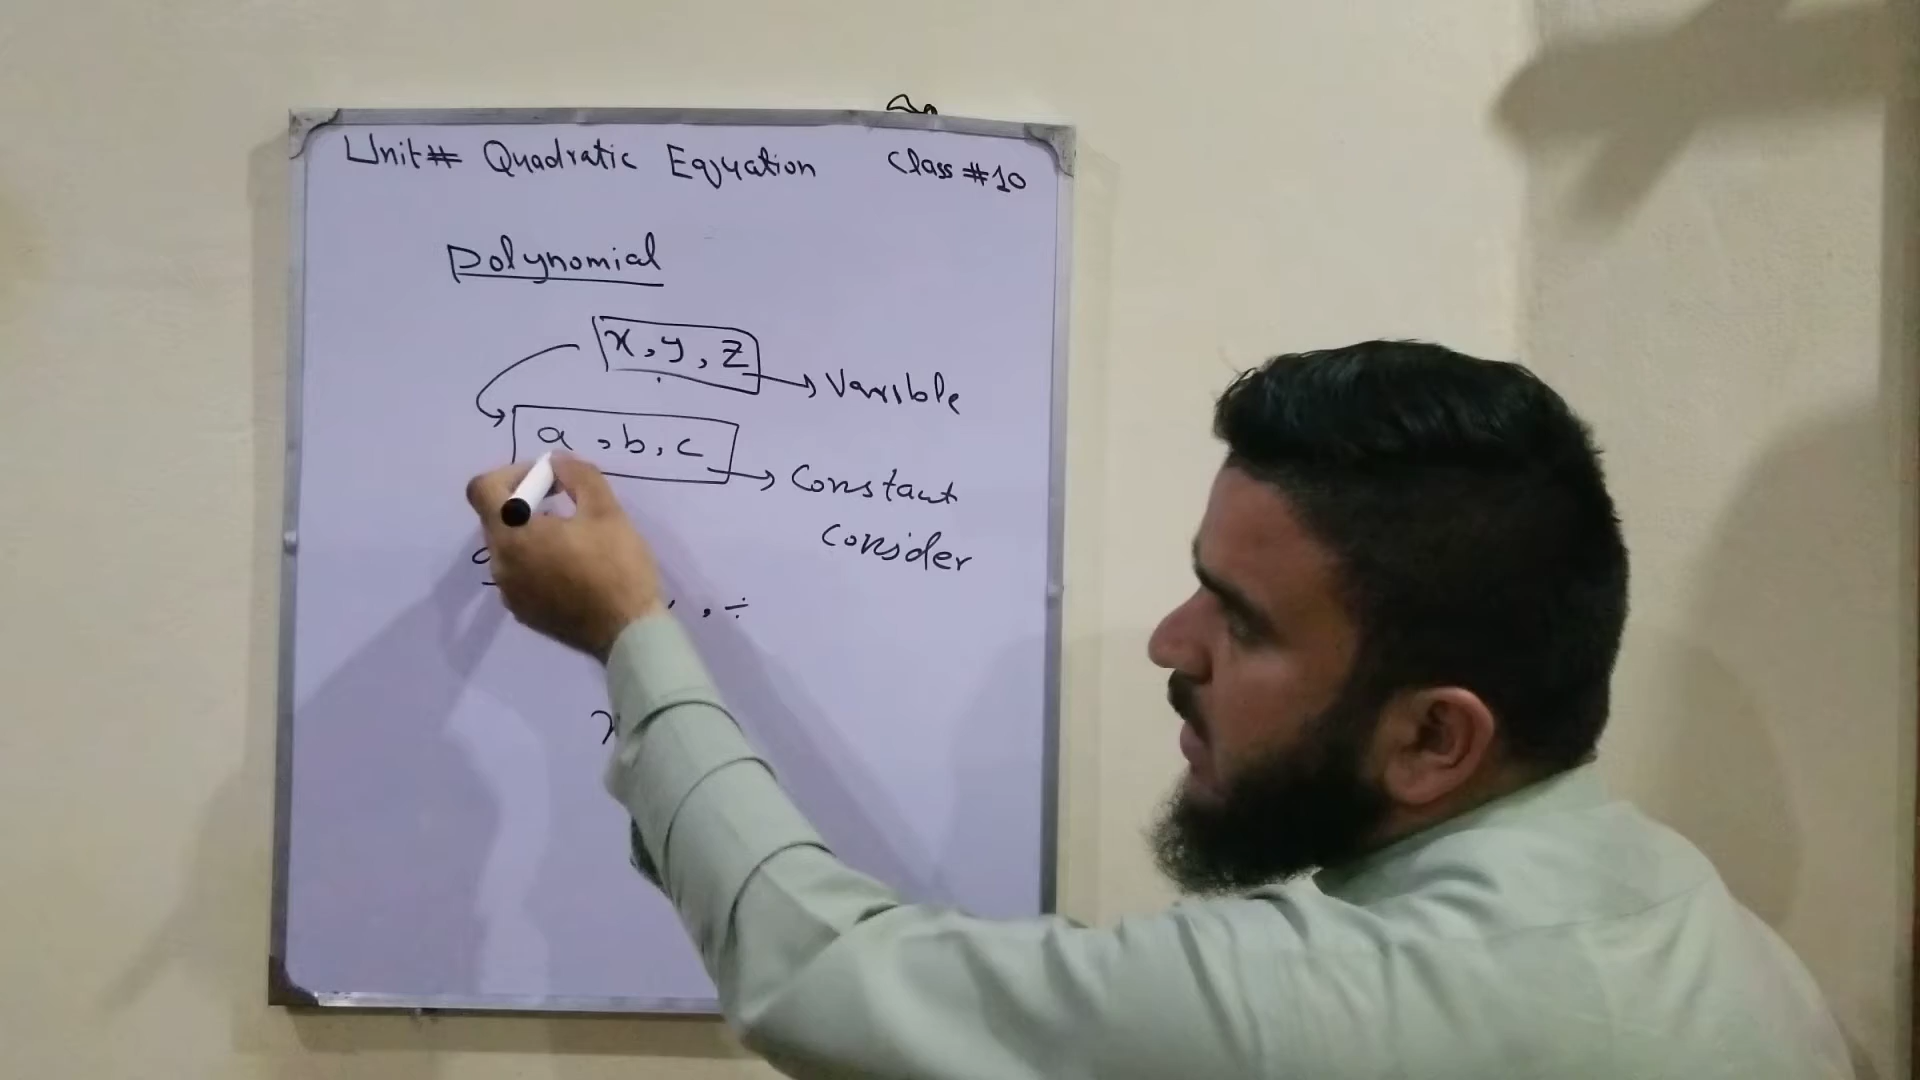 Unit# Quadratic Equation Class #10
Polynomial
x, y, z → Varible
a, b, c → Constant
Consider
, ÷